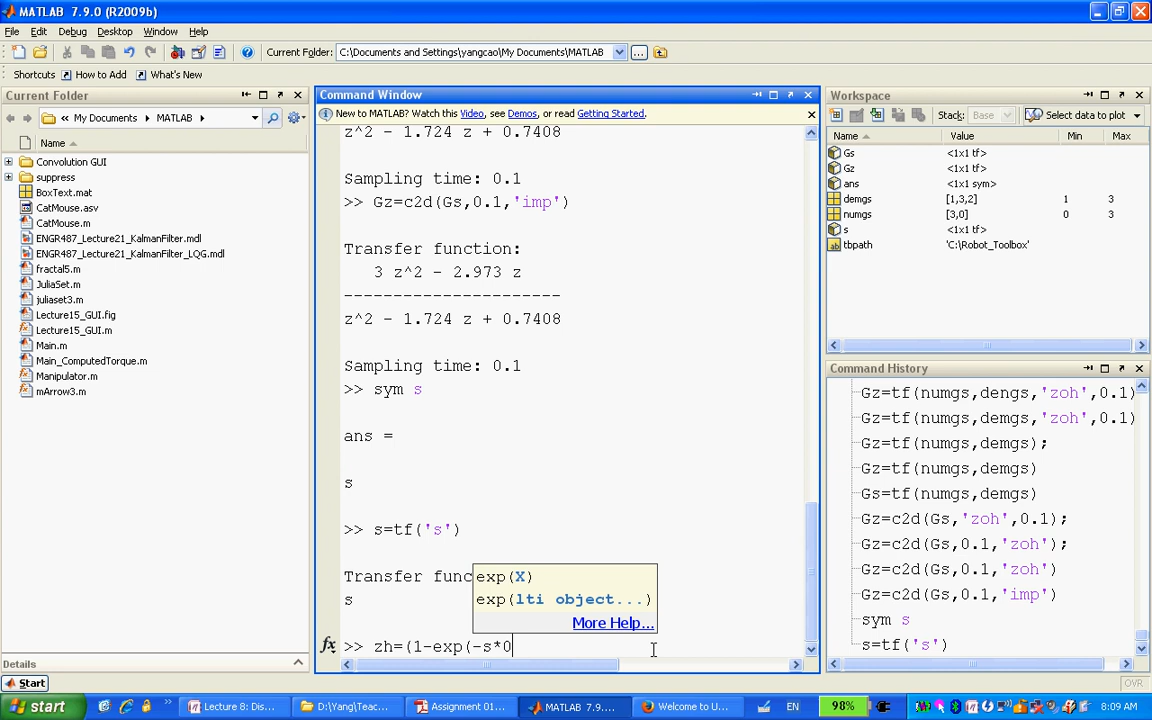 MATLAB 7.9.0 (R2009b)
File Edit Debug Desktop Window Help
Current Folder: C:\Documents and Settings\yangcao\My Documents\MATLAB
Shortcuts How to Add What's New
Current Folder
My Documents MATLAB
Name
Convolution GUI
suppress
BoxText.mat
CatMouse.asv
CatMouse.m
ENGR487_Lecture21_KalmanFilter.mdl
ENGR487_Lecture21_KalmanFilter_LQG.mdl
fractal5.m
JuliaSet.m
juliaset3.m
Lecture15_GUI.fig
Lecture15_GUI.m
Main.m
Main_ComputedTorque.m
Manipulator.m
mArrow3.m
Details
Command Window
New to MATLAB? Watch this Video, see Demos, or read Getting Started.
z^2 - 1.724 z + 0.7408
Sampling time: 0.1
>> Gz=c2d(Gs,0.1,'imp')
Transfer function:
3 z^2 - 2.973 z
----------------------
z^2 - 1.724 z + 0.7408
Sampling time: 0.1
>> sym s
ans =
s
>> s=tf('s')
Transfer func
s
exp(X)
exp(lti object...)
More Help...
fx >> zh=(1-exp(-s*0
Workspace
Stack: Base Select data to plot
Name Value Min Max
Gs <1x1 tf>
Gz <1x1 tf>
ans <1x1 sym>
demgs [1,3,2] 1 3
numgs [3,0] 0 3
s <1x1 tf>
tbpath 'C:\Robot_Toolbox'
Command History
Gz=tf(numgs,dengs,'zoh',0.1)
Gz=tf(numgs,demgs,'zoh',0.1)
Gz=tf(numgs,demgs);
Gz=tf(numgs,demgs)
Gs=tf(numgs,demgs)
Gz=c2d(Gs,'zoh',0.1);
Gz=c2d(Gs,0.1,'zoh');
Gz=c2d(Gs,0.1,'zoh')
Gz=c2d(Gs,0.1,'imp')
sym s
s=tf('s')
Start
OVR
start Lecture 8: Dis... D:\Yang\Teac... Assignment 01... MATLAB 7.9.... Welcome to U... EN 98% 8:09 AM